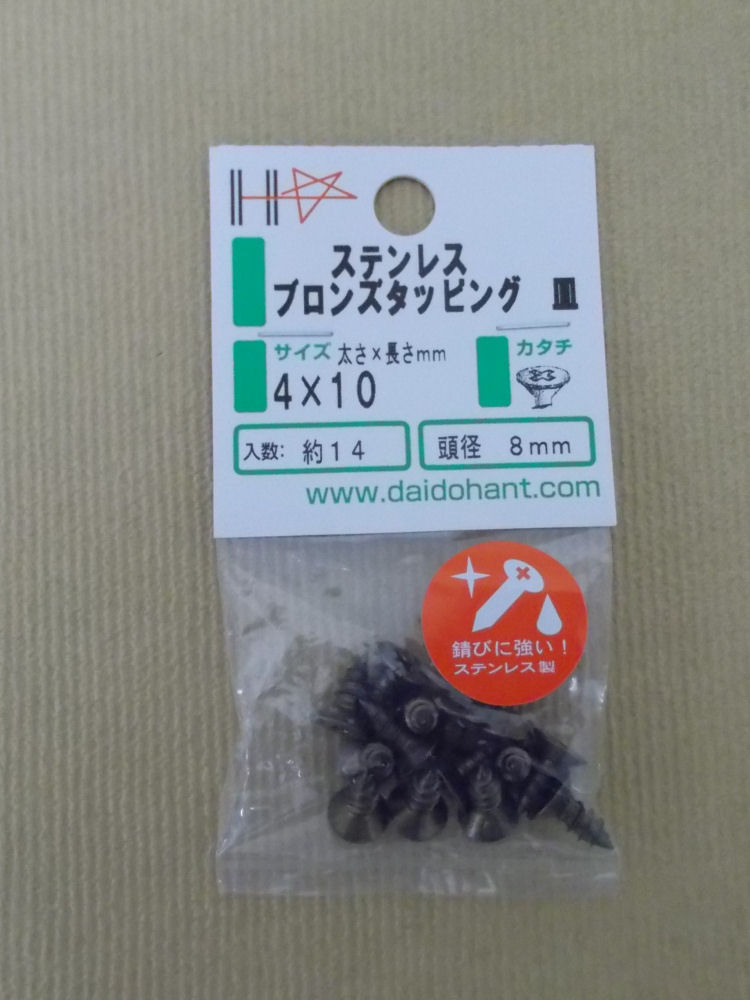 H
ステンレス
ブロンズタッピング 皿
サイズ 太さ×長さmm
カタチ
4×10
入数: 約14
頭径 8mm
www.daidohant.com
錆びに強い!
ステンレス製